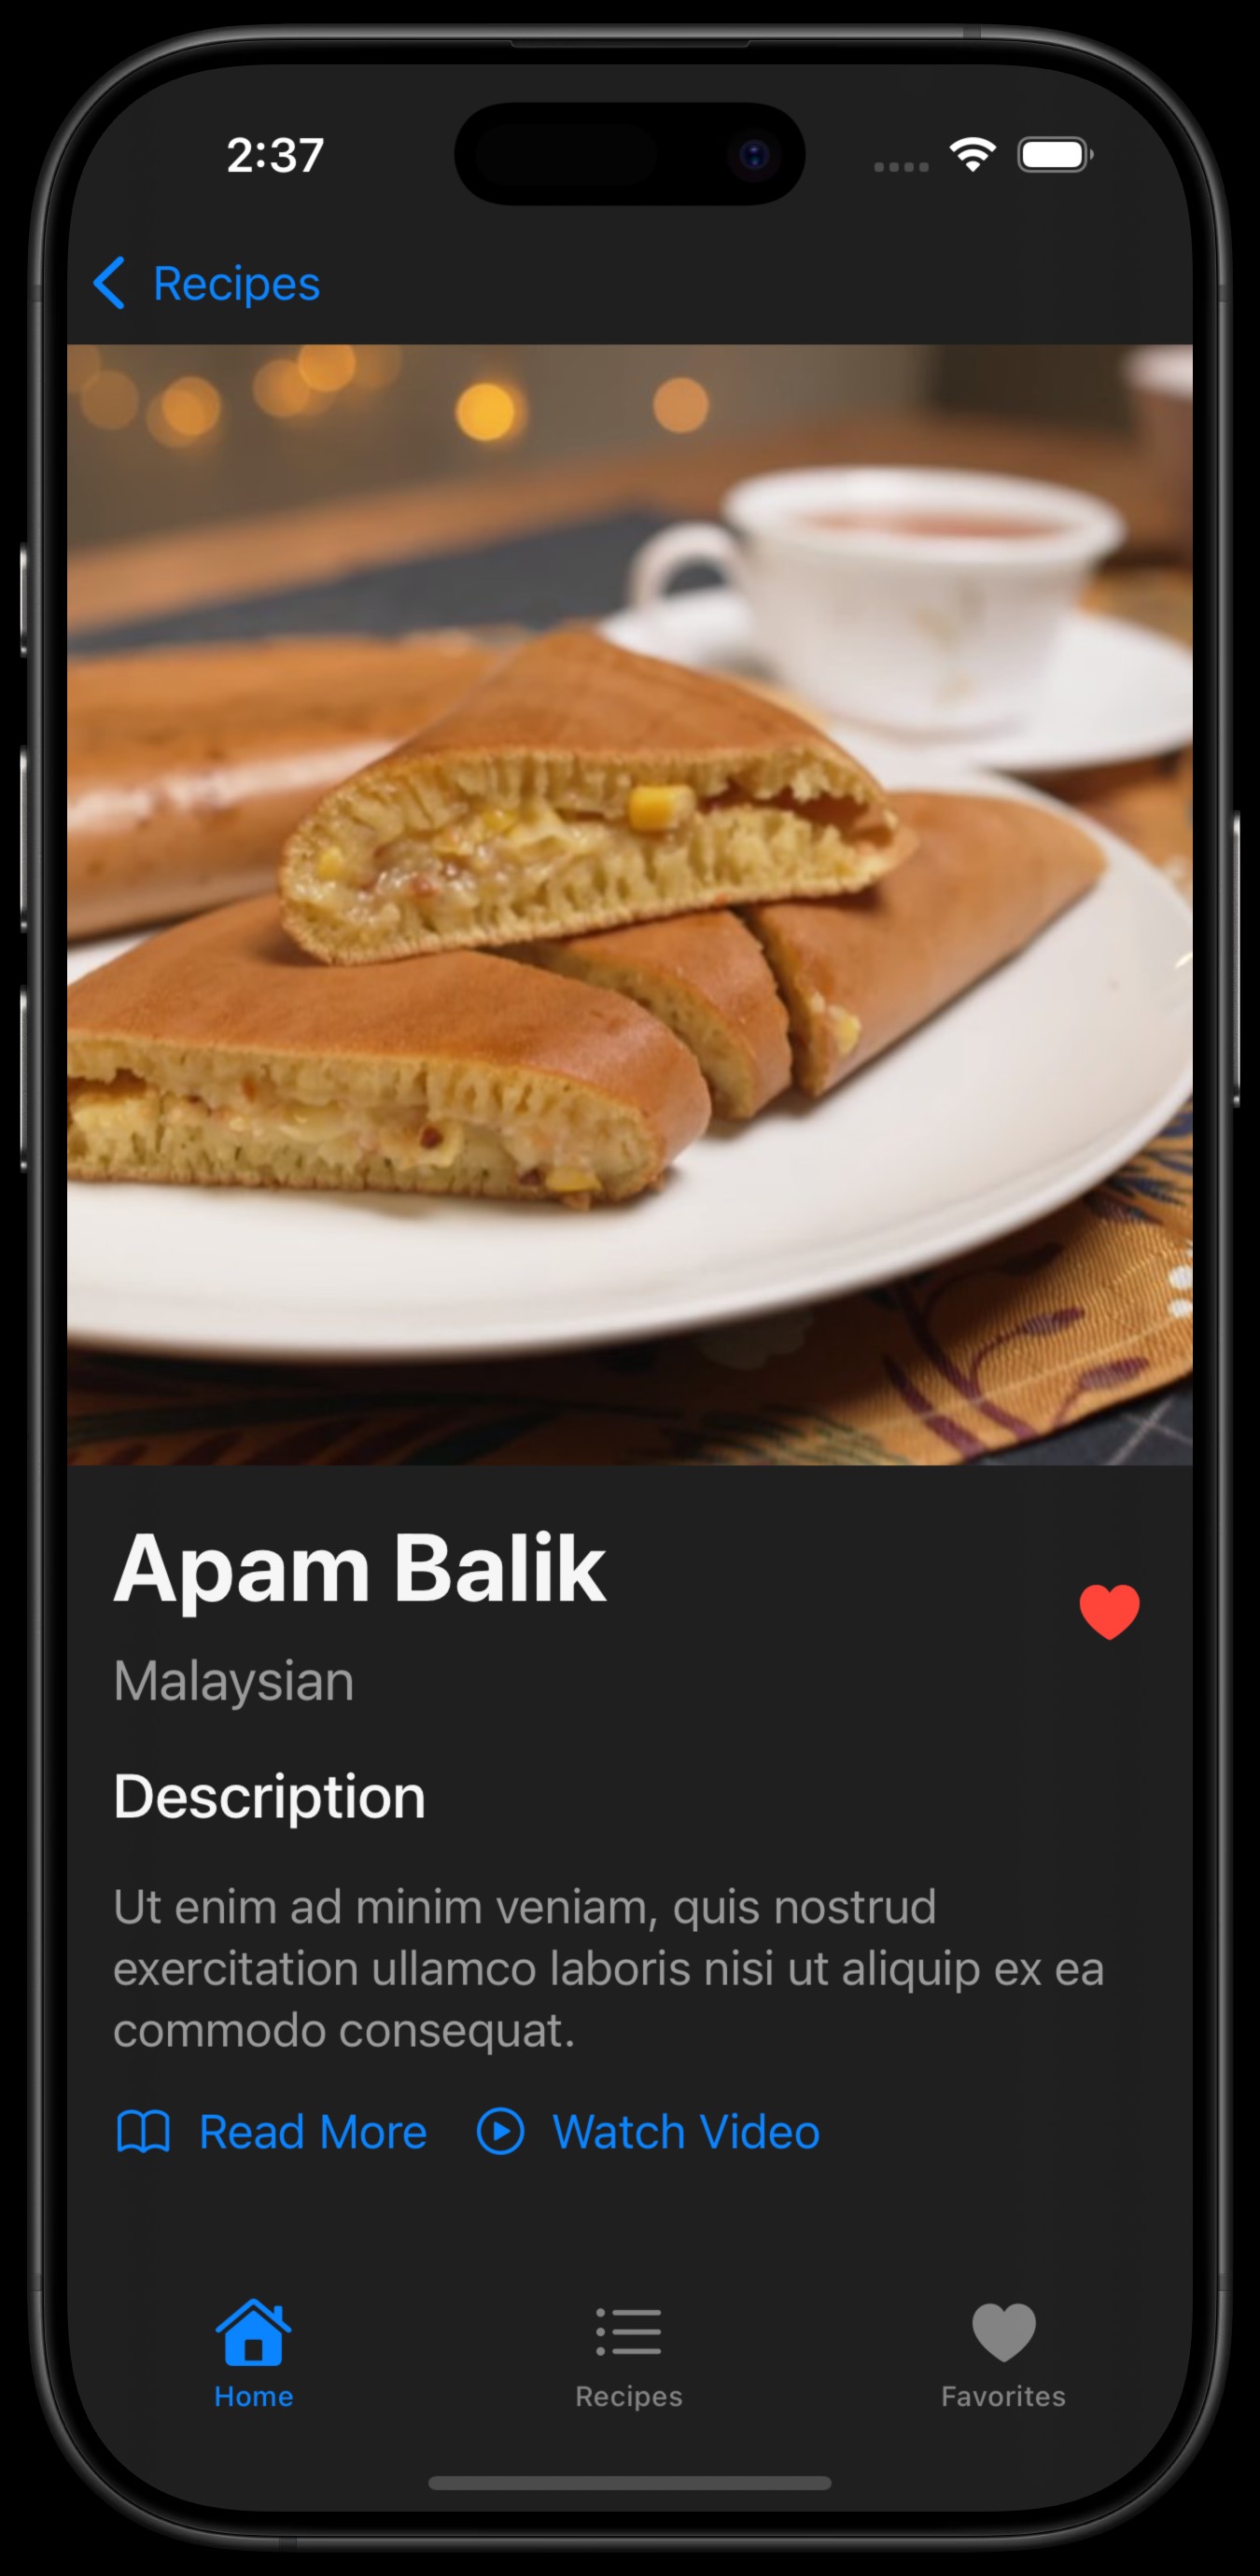 2:37
Recipes
Apam Balik
Malaysian
Description
Ut enim ad minim veniam, quis nostrud
exercitation ullamco laboris nisi ut aliquip ex ea
commodo consequat.
Read More Watch Video
Home Recipes Favorites